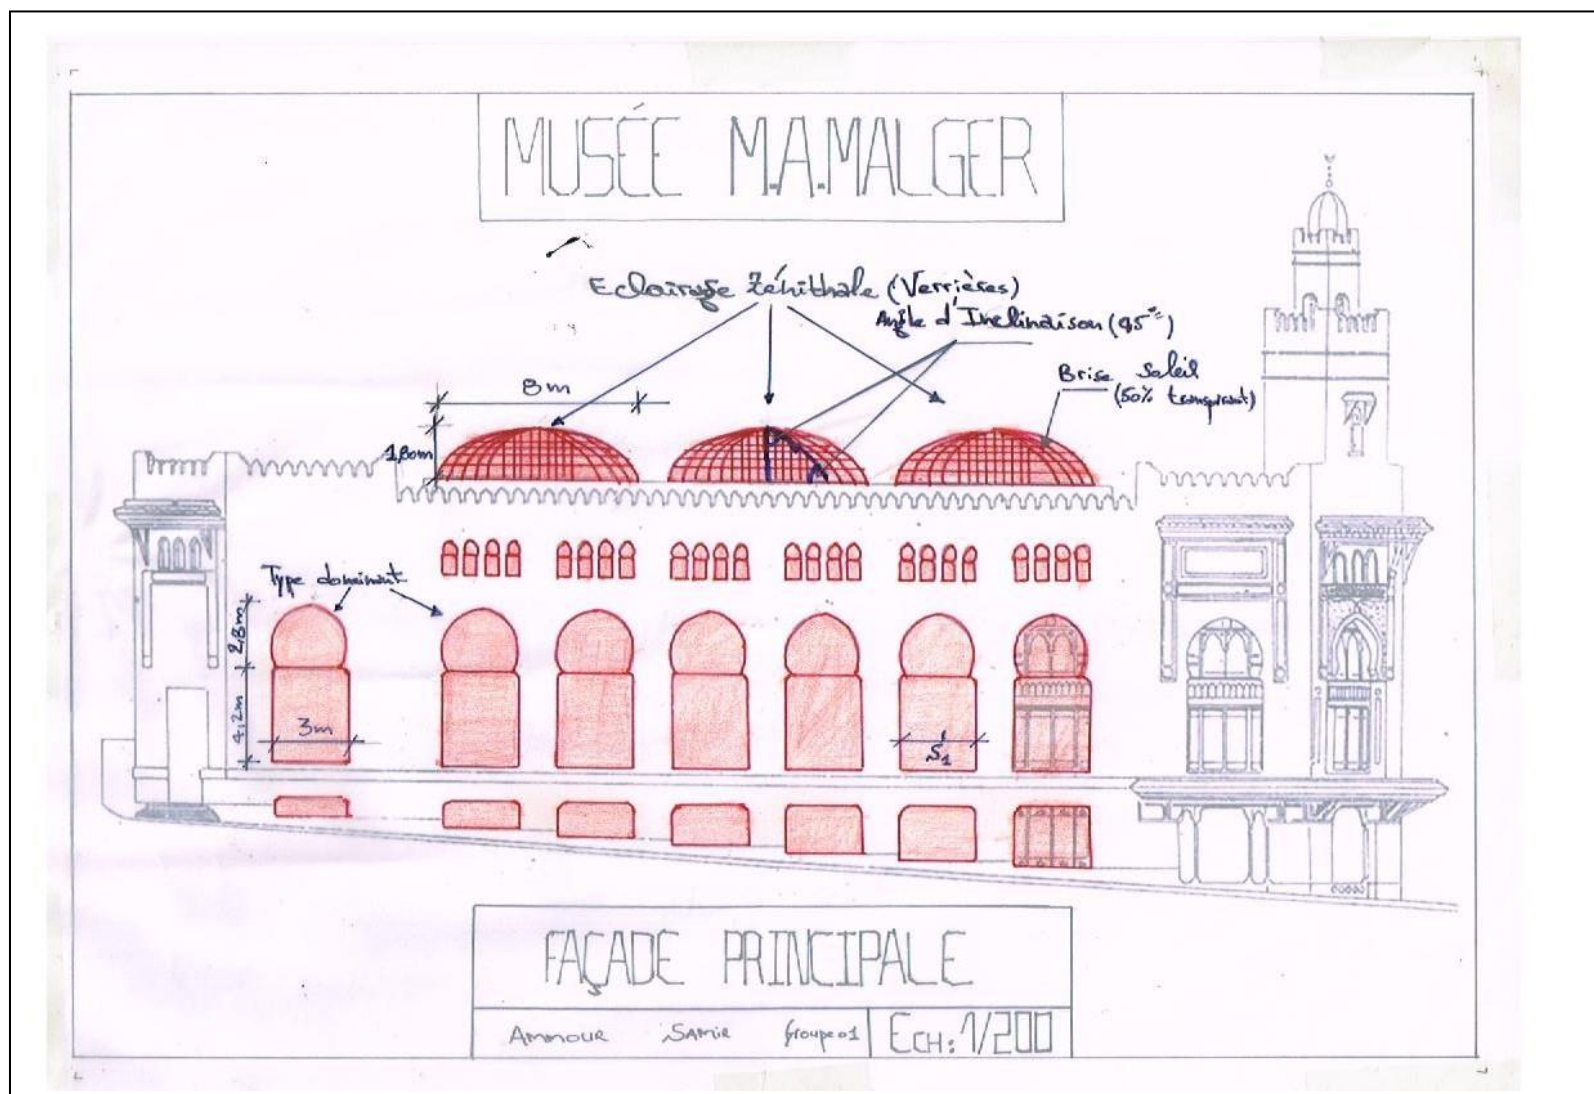 MUSÉE M.A.MALGER
Eclairage Zénithale (Verrières)
Angle d'Inclinaison (45°)
Brise Soleil
(50% transparent)
8m
1,80m
Type dominant
2,8m
4,2m
3m
S1
FAÇADE PRINCIPALE
AMMOUR SAMIR Groupe 01
ECH: 1/200